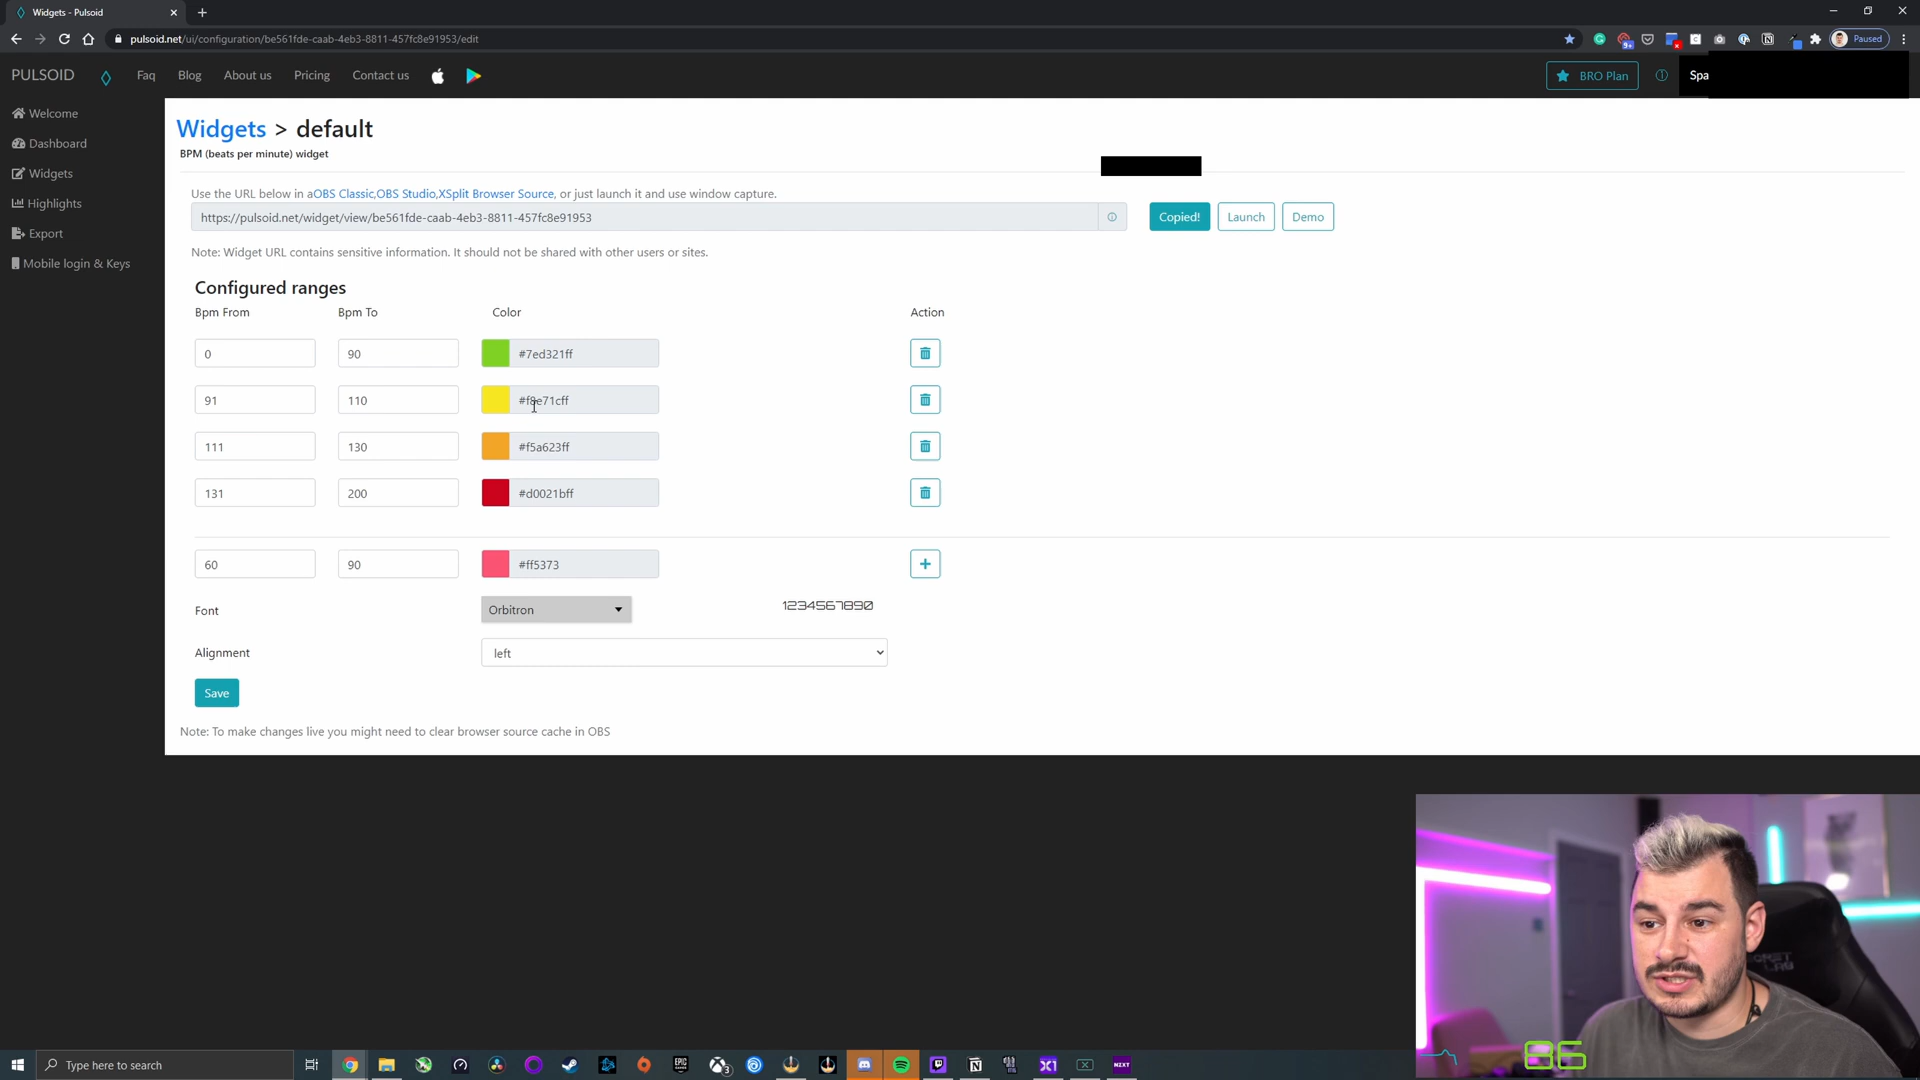 Widgets - Pulsoid
pulsoid.net/ui/configuration/be561fde-caab-4eb3-8811-457fc8e91953/edit
Paused
PULSOID
Faq
Blog
About us
Pricing
Contact us
BRO Plan
Spa
Welcome
Dashboard
Widgets
Highlights
Export
Mobile login & Keys
Widgets > default
BPM (beats per minute) widget
Use the URL below in aOBS Classic,OBS Studio,XSplit Browser Source, or just launch it and use window capture.
https://pulsoid.net/widget/view/be561fde-caab-4eb3-8811-457fc8e91953
Copied!
Launch
Demo
Note: Widget URL contains sensitive information. It should not be shared with other users or sites.
Configured ranges
Bpm From Bpm To Color Action
0 90 #7ed321ff
91 110 #f8e71cff
111 130 #f5a623ff
131 200 #d0021bff
60 90 #ff5373
Font Orbitron 1234567890
Alignment left
Save
Note: To make changes live you might need to clear browser source cache in OBS
86
Type here to search
EPIC
3
X1
NZXT